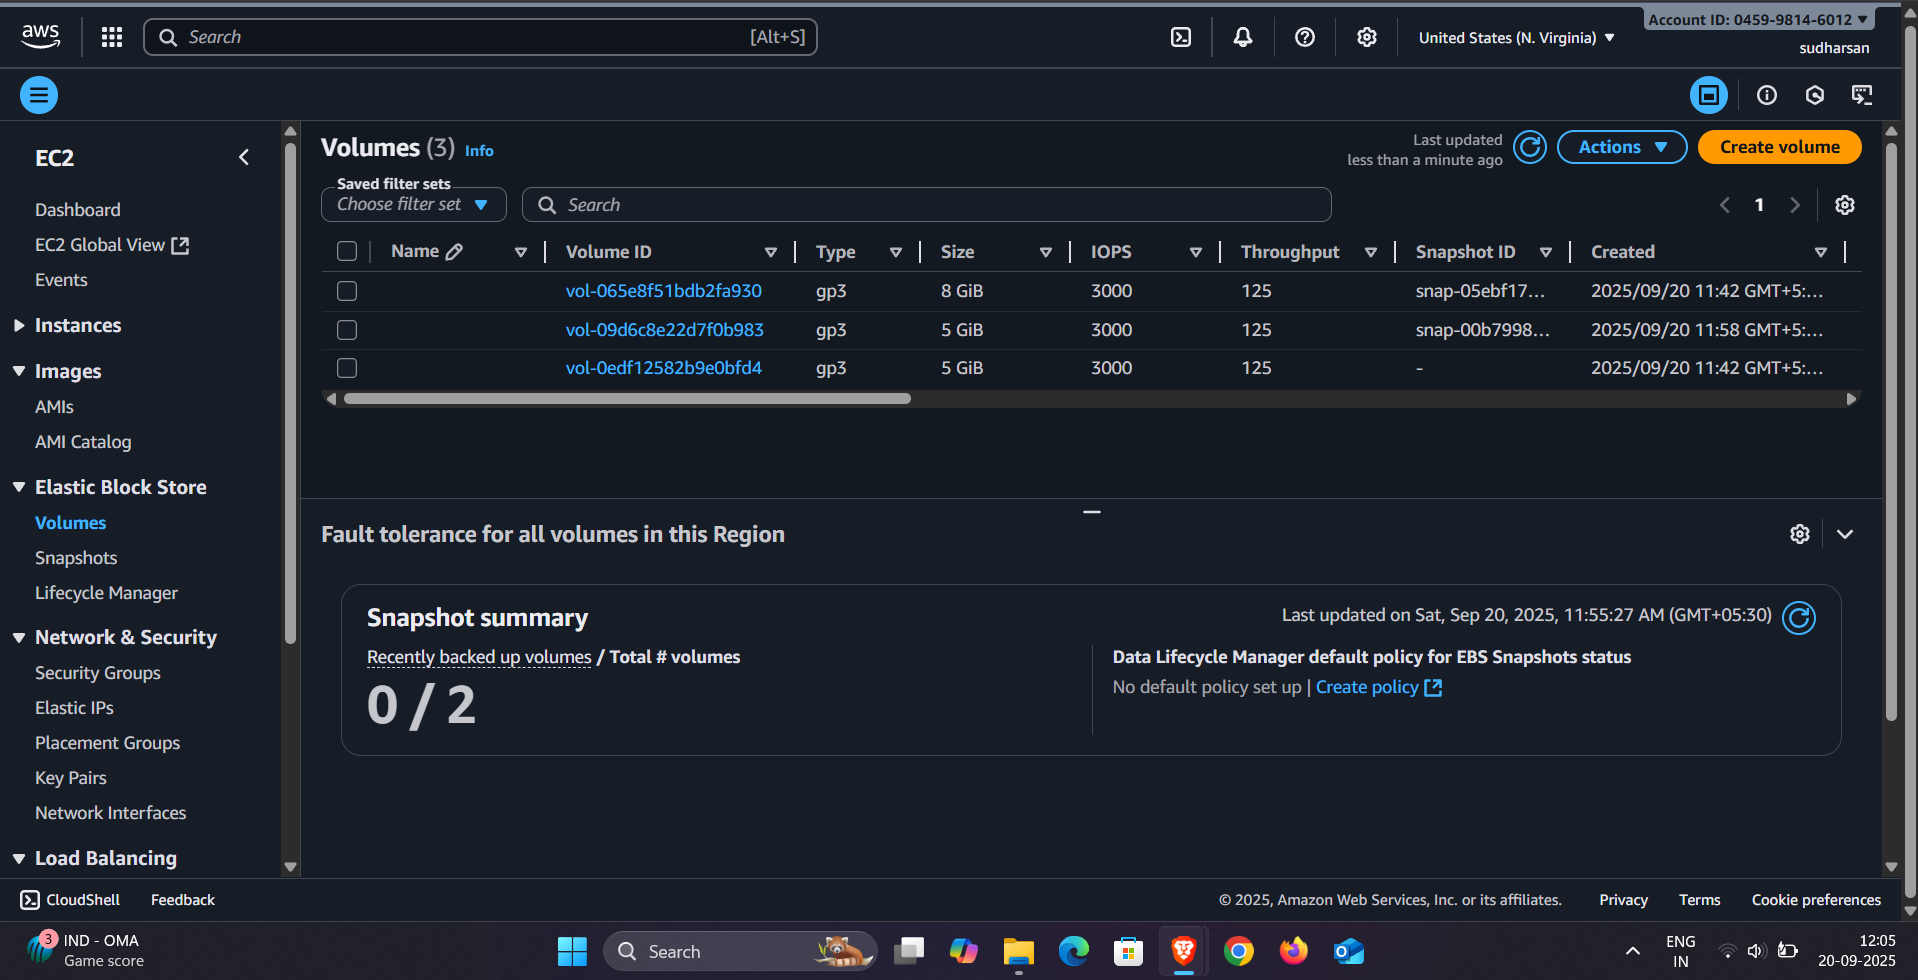 aws
Search
[Alt+S]
United States (N. Virginia)
Account ID: 0459-9814-6012
sudharsan
EC2
Dashboard
EC2 Global View
Events
Instances
Images
AMIs
AMI Catalog
Elastic Block Store
Volumes
Snapshots
Lifecycle Manager
Network & Security
Security Groups
Elastic IPs
Placement Groups
Key Pairs
Network Interfaces
Load Balancing
Volumes (3) Info
Last updated
less than a minute ago
Actions
Create volume
Saved filter sets
Choose filter set
Search
1
Name Volume ID Type Size IOPS Throughput Snapshot ID Created
vol-065e8f51bdb2fa930 gp3 8 GiB 3000 125 snap-05ebf17... 2025/09/20 11:42 GMT+5:...
vol-09d6c8e22d7f0b983 gp3 5 GiB 3000 125 snap-00b7998... 2025/09/20 11:58 GMT+5:...
vol-0edf12582b9e0bfd4 gp3 5 GiB 3000 125 - 2025/09/20 11:42 GMT+5:...
Fault tolerance for all volumes in this Region
Snapshot summary
Last updated on Sat, Sep 20, 2025, 11:55:27 AM (GMT+05:30)
Recently backed up volumes / Total # volumes
0 / 2
Data Lifecycle Manager default policy for EBS Snapshots status
No default policy set up | Create policy
CloudShell
Feedback
© 2025, Amazon Web Services, Inc. or its affiliates.
Privacy
Terms
Cookie preferences
3
IND - OMA
Game score
Search
ENG
IN
12:05
20-09-2025